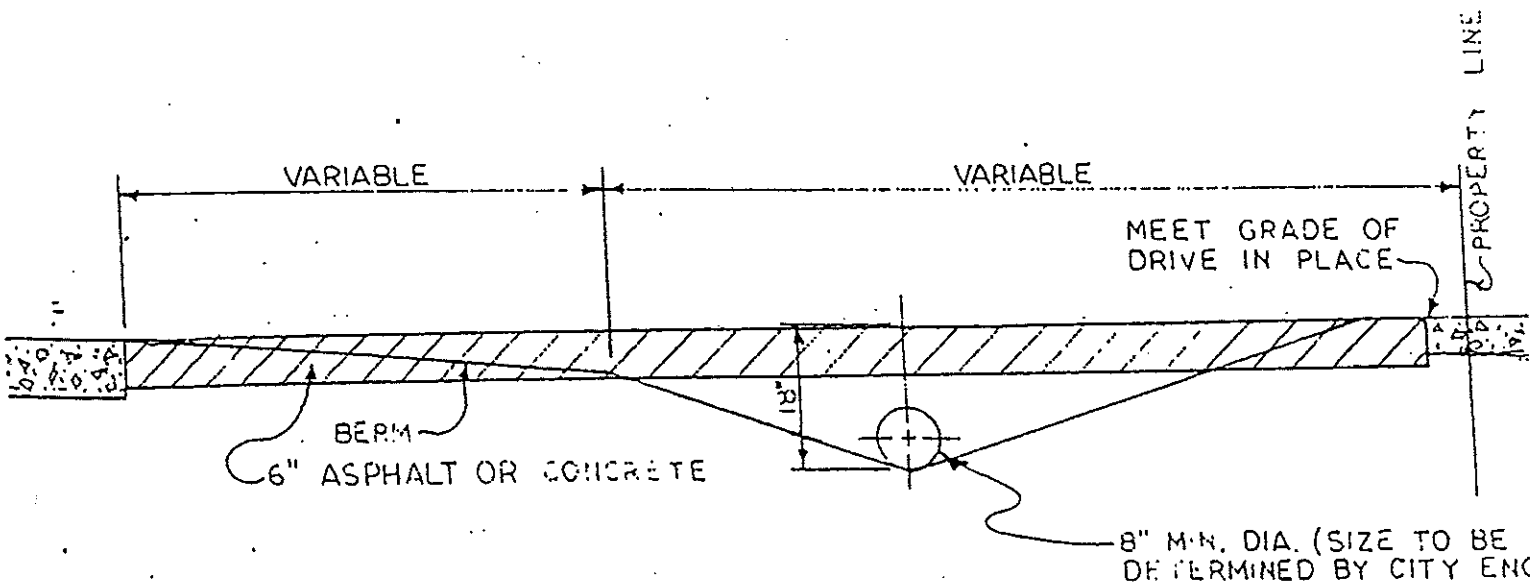 PROPERTY LINE
VARIABLE
VARIABLE
MEET GRADE OF
DRIVE IN PLACE
BERM
6" ASPHALT OR CONCRETE
8" MIN. DIA. (SIZE TO BE
DETERMINED BY CITY ENG